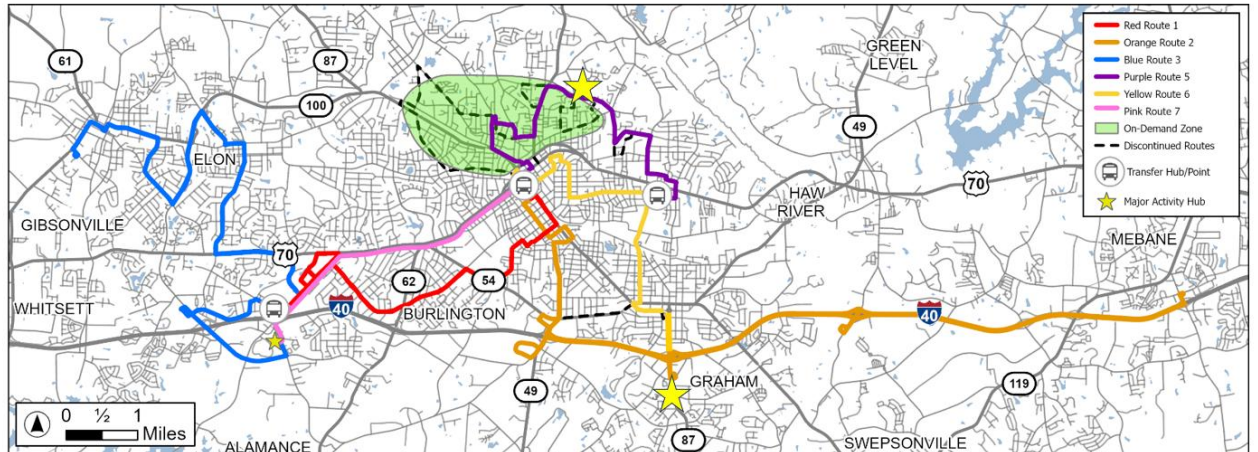 61
87
100
ELON
GIBSONVILLE
70
WHITSETT
62
54
40
BURLINGTON
49
GREEN
LEVEL
49
70
HAW
RIVER
MEBANE
40
119
GRAHAM
87
ALAMANCE
SWEPSONVILLE
0 ½ 1
Miles
Red Route 1
Orange Route 2
Blue Route 3
Purple Route 5
Yellow Route 6
Pink Route 7
On-Demand Zone
Discontinued Routes
Transfer Hub/Point
Major Activity Hub